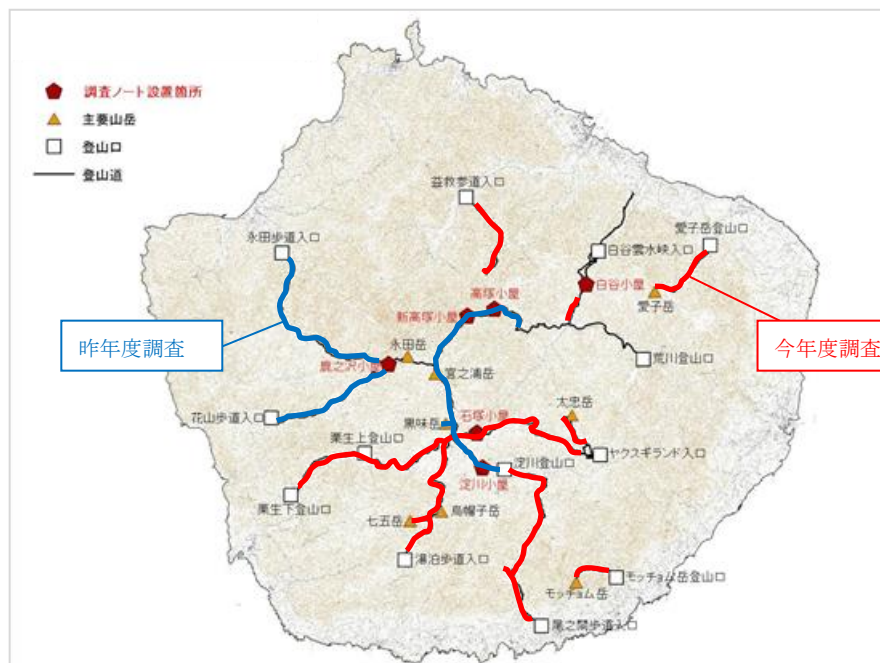 調査ノート設置箇所
主要山岳
登山口
登山道
益救参道入口
永田歩道入口
愛子岳登山口
白谷雲水峡入口
白谷小屋
愛子岳
高塚小屋
新高塚小屋
昨年度調査
今年度調査
永田岳
鹿之沢小屋
宮之浦岳
荒川登山口
太忠岳
花山歩道入口
黒味岳
石塚小屋
栗生上登山口
ヤクスギランド入口
淀川登山口
淀川小屋
栗生下登山口
七五岳
烏帽子岳
湯泊歩道入口
モッチョム岳登山口
モッチョム岳
尾之間歩道入口